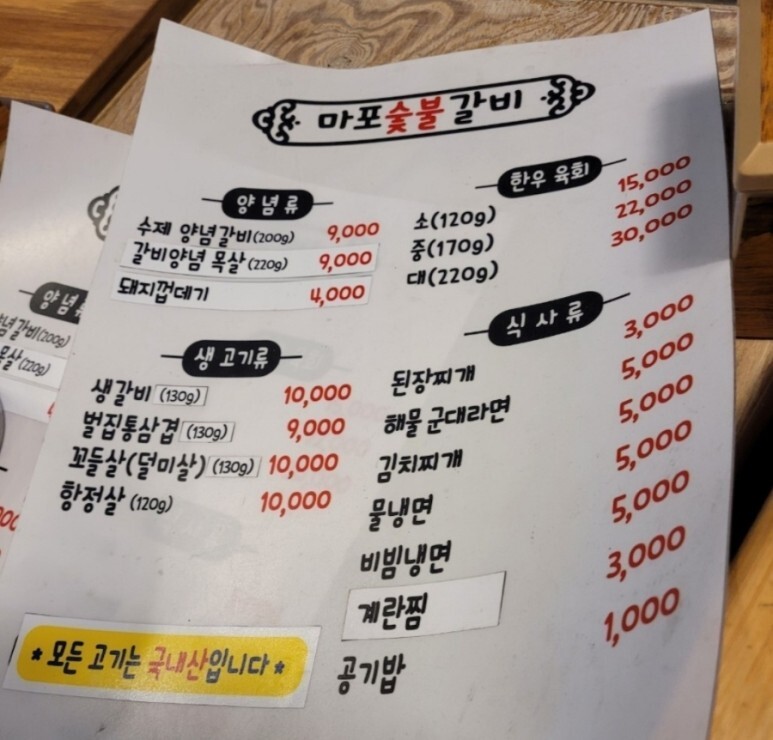 마포숯불갈비
양념류
수제 양념갈비(200g) 9,000
갈비양념 목살(220g) 9,000
돼지껍데기 4,000
생고기류
생갈비(130g) 10,000
벌집통삼겹(130g) 9,000
꼬들살(덜미살)(130g) 10,000
항정살(120g) 10,000
*모든 고기는 국내산입니다*
한우 육회
소(120g) 15,000
중(170g) 22,000
대(220g) 30,000
식사류
된장찌개 3,000
해물 군대라면 5,000
김치찌개 5,000
물냉면 5,000
비빔냉면 5,000
계란찜 3,000
공기밥 1,000
양념류
념갈비(200g)
목살(220g)